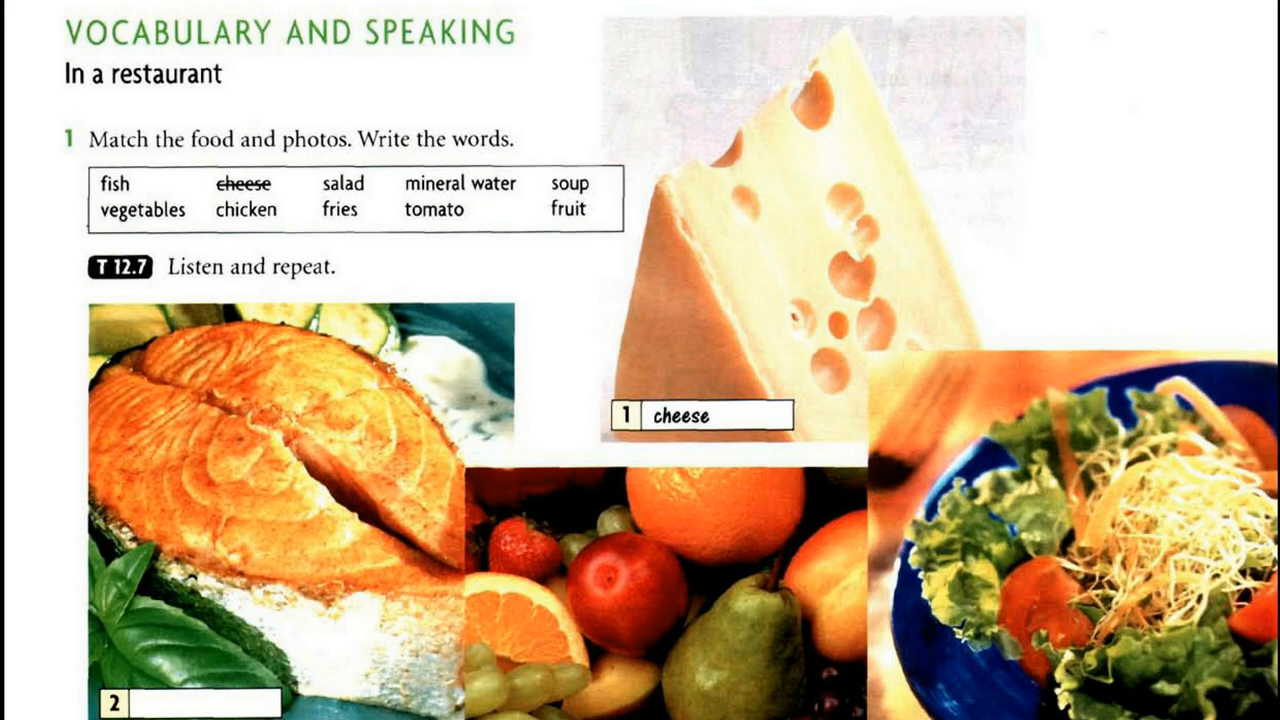 VOCABULARY AND SPEAKING
In a restaurant
1 Match the food and photos. Write the words.
fish cheese salad mineral water soup
vegetables chicken fries tomato fruit
T 12.7 Listen and repeat.
1 cheese
2